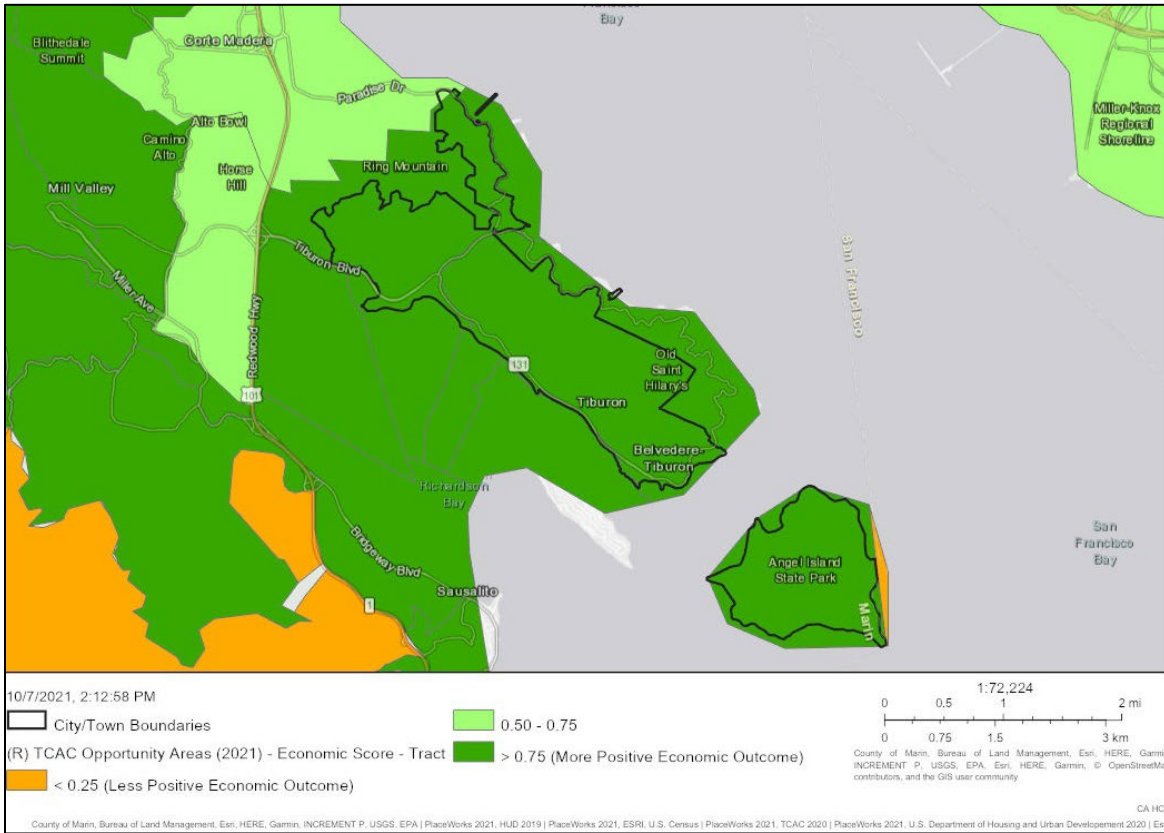 Francisco
Bay
Blithedale
Summit
Corte Madera
Paradise Dr
Alto Bowl
Camino
Alto
Horse
Hill
Ring Mountain
Mill Valley
Miller-Knox
Regional
Shoreline
Tiburon Blvd
Miller Ave
Redwood Hwy
San Francisco
101
131
Old
Saint
Hilary's
Tiburon
Belvedere-
Tiburon
Richardson
Bay
Bridgeway Blvd
Sausalito
1
Angel Island
State Park
Marin
San
Francisco
Bay
10/7/2021, 2:12:58 PM
City/Town Boundaries
(R) TCAC Opportunity Areas (2021) - Economic Score - Tract
< 0.25 (Less Positive Economic Outcome)
0.50 - 0.75
> 0.75 (More Positive Economic Outcome)
1:72,224
0 0.5 1 2 mi
0 0.75 1.5 3 km
County of Marin, Bureau of Land Management, Esri, HERE, Garmin,
INCREMENT P, USGS, EPA, Esri, HERE, Garmin, © OpenStreetMa
contributors, and the GIS user community
CA HC
County of Marin, Bureau of Land Management, Esri, HERE, Garmin, INCREMENT P, USGS, EPA | PlaceWorks 2021, HUD 2019 | PlaceWorks 2021, ESRI, U.S. Census | PlaceWorks 2021, TCAC 2020 | PlaceWorks 2021, U.S. Department of Housing and Urban Developement 2020 | Es